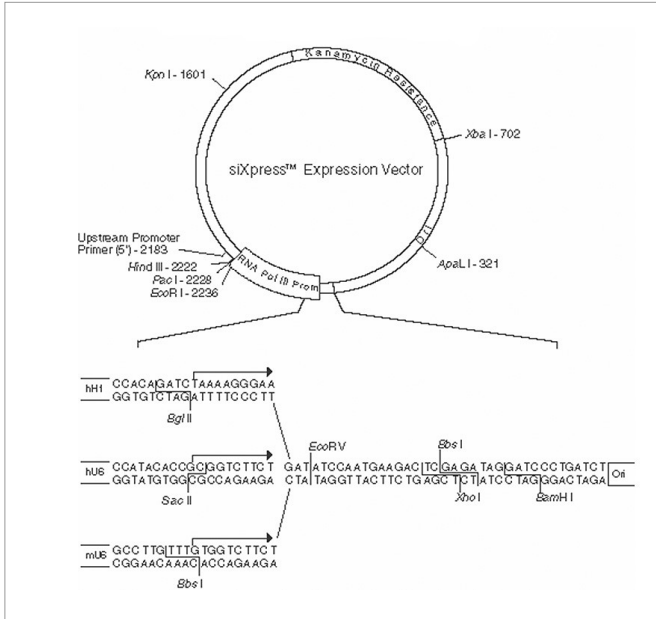 Kanamycin Resistance
Kpn I - 1601
Xba I - 702
siXpress™ Expression Vector
Ori
Upstream Promoter
Primer (5') - 2183
ApaL I - 321
Hind III - 2222
Pac I - 2228
EcoR I - 2236
RNA Pol III Prom
hH1
CCACAGATCTAAAAGGGAA
GGTGTCTAGATTTTCCCTT
Bgl II
EcoRV
Bbs I
hU6
CCATACACCGCGGTCTTCT
GATATCCAATGAAGACTCGAGATAGGATCCCTGATCT
Ori
GGTATGTGGCGCCAGAAGA
CTATAGGTTACTTCTGAGCTCTATCCTAGGGACTAGA
Sac II
Xho I
BamH I
mU6
GCCTTGTTTGTGGTCTTCT
CGGAACAAACACCAGAAGA
Bbs I